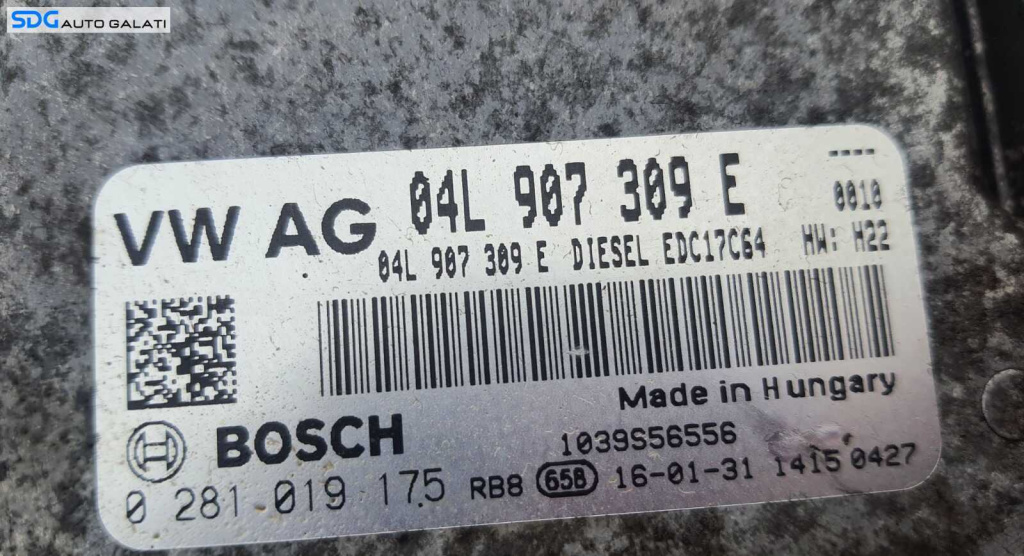 SDG AUTO GALATI
----
VW AG 04L 907 309 E 0010
04L 907 309 E DIESEL EDC17C64 HW: H22
Made in Hungary
BOSCH 1039S56556
0 281 019 175 RB8 658 16-01-31 1415 0427